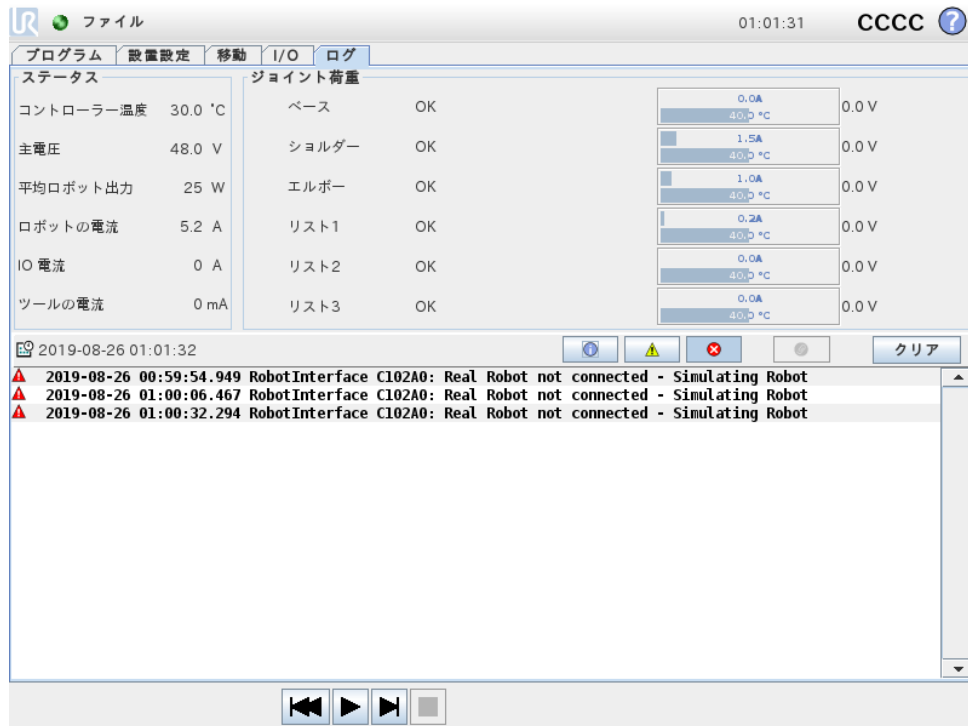 UR ファイル 01:01:31 CCCC ?
プログラム 設置設定 移動 I/O ログ
ステータス
コントローラー温度 30.0 °C
主電圧 48.0 V
平均ロボット出力 25 W
ロボットの電流 5.2 A
IO 電流 0 A
ツールの電流 0 mA
ジョイント荷重
ベース OK 0.0A 40.0 °C 0.0 V
ショルダー OK 1.5A 40.0 °C 0.0 V
エルボー OK 1.0A 40.0 °C 0.0 V
リスト1 OK 0.2A 40.0 °C 0.0 V
リスト2 OK 0.0A 40.0 °C 0.0 V
リスト3 OK 0.0A 40.0 °C 0.0 V
2019-08-26 01:01:32 クリア
2019-08-26 00:59:54.949 RobotInterface C102A0: Real Robot not connected - Simulating Robot
2019-08-26 01:00:06.467 RobotInterface C102A0: Real Robot not connected - Simulating Robot
2019-08-26 01:00:32.294 RobotInterface C102A0: Real Robot not connected - Simulating Robot